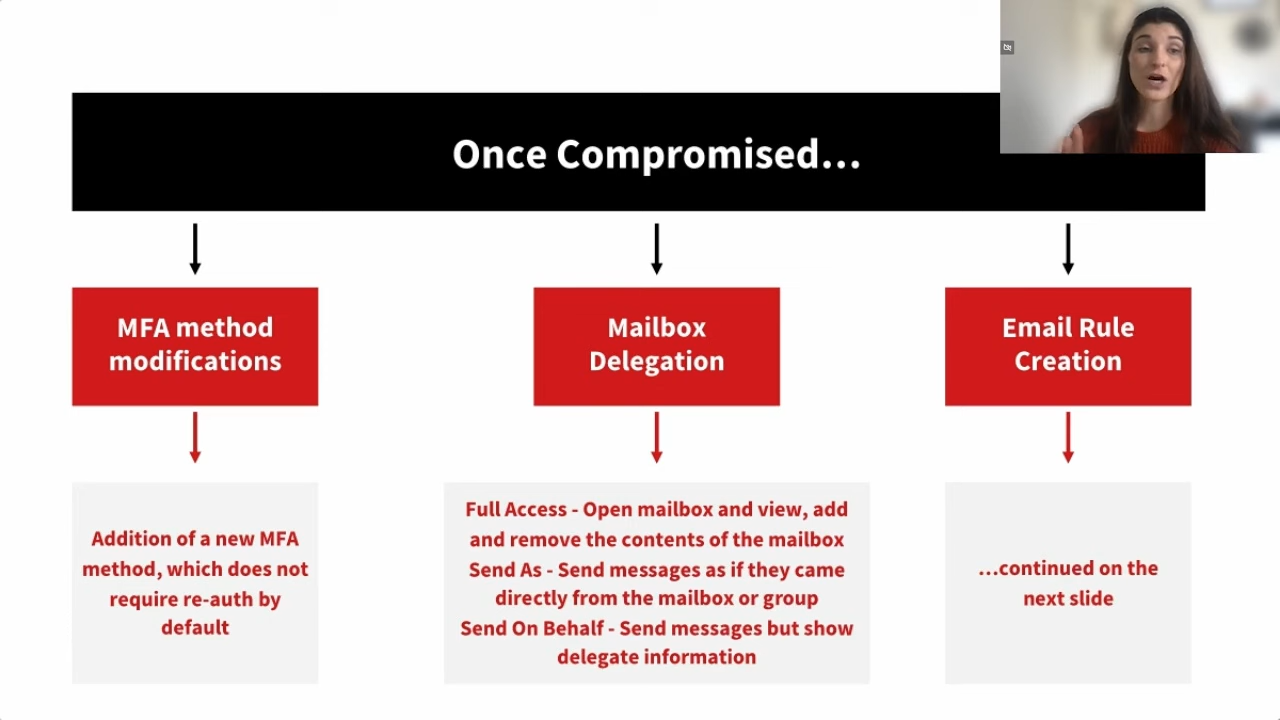 Once Compromised...
MFA method
modifications
Mailbox
Delegation
Email Rule
Creation
Addition of a new MFA
method, which does not
require re-auth by
default
Full Access - Open mailbox and view, add
and remove the contents of the mailbox
Send As - Send messages as if they came
directly from the mailbox or group
Send On Behalf - Send messages but show
delegate information
...continued on the
next slide